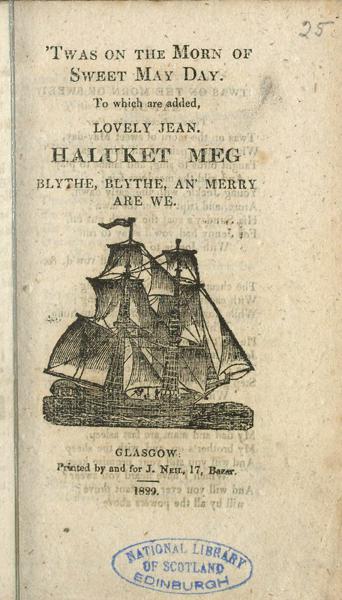 25
'Twas on the Morn of
Sweet May Day.
To which are added,
LOVELY JEAN.
HALUKET MEG
BLYTHE, BLYTHE, AN' MERRY
ARE WE.
GLASGOW:
Printed by and for J. Neil, 17, Bazar.
1829.
NATIONAL LIBRARY
OF SCOTLAND
EDINBURGH